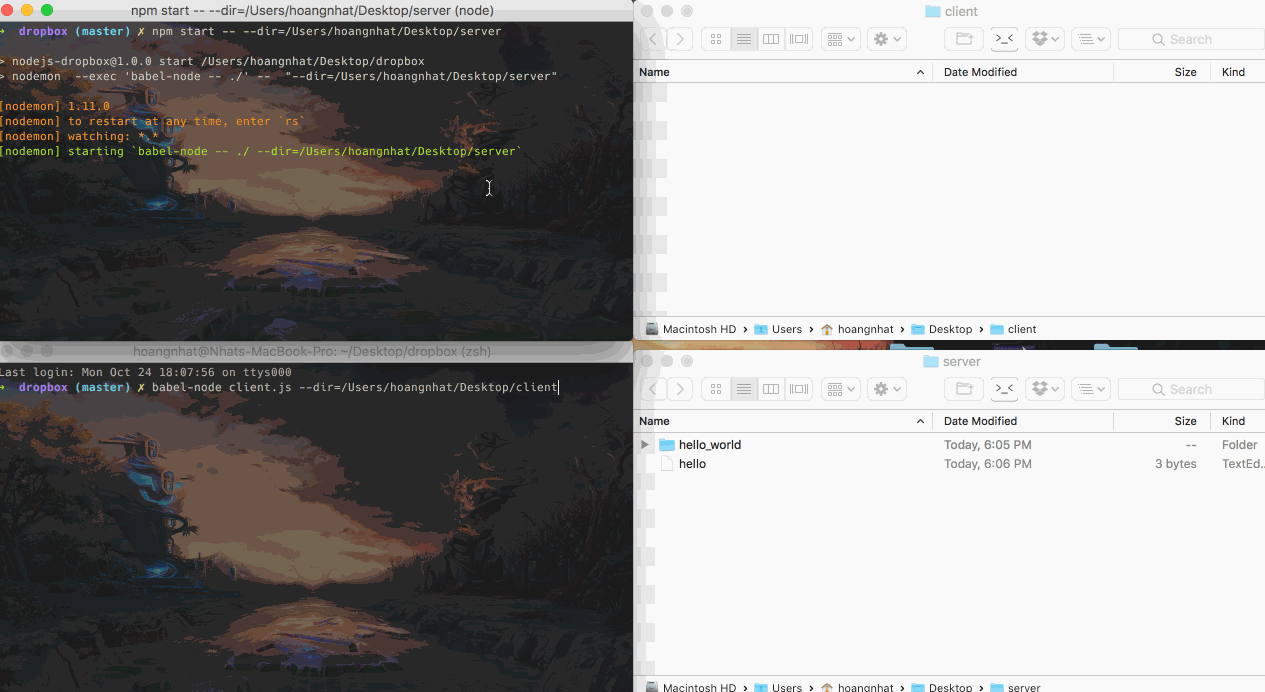 npm start -- --dir=/Users/hoangnhat/Desktop/server (node)
➜ dropbox (master) ✗ npm start -- --dir=/Users/hoangnhat/Desktop/server
> nodejs-dropbox@1.0.0 start /Users/hoangnhat/Desktop/dropbox
> nodemon --exec 'babel-node -- ./' -- "--dir=/Users/hoangnhat/Desktop/server"
[nodemon] 1.11.0
[nodemon] to restart at any time, enter `rs`
[nodemon] watching: *.*
[nodemon] starting `babel-node -- ./ --dir=/Users/hoangnhat/Desktop/server`
hoangnhat@Nhats-MacBook-Pro: ~/Desktop/dropbox (zsh)
Last login: Mon Oct 24 18:07:56 on ttys000
➜ dropbox (master) ✗ babel-node client.js --dir=/Users/hoangnhat/Desktop/client
client
>_< Search
Name Date Modified Size Kind
Macintosh HD › Users › hoangnhat › Desktop › client
server
>_< Search
Name Date Modified Size Kind
hello_world Today, 6:05 PM -- Folder
hello Today, 6:06 PM 3 bytes TextEd..
Macintosh HD › Users › hoangnhat › Desktop › server